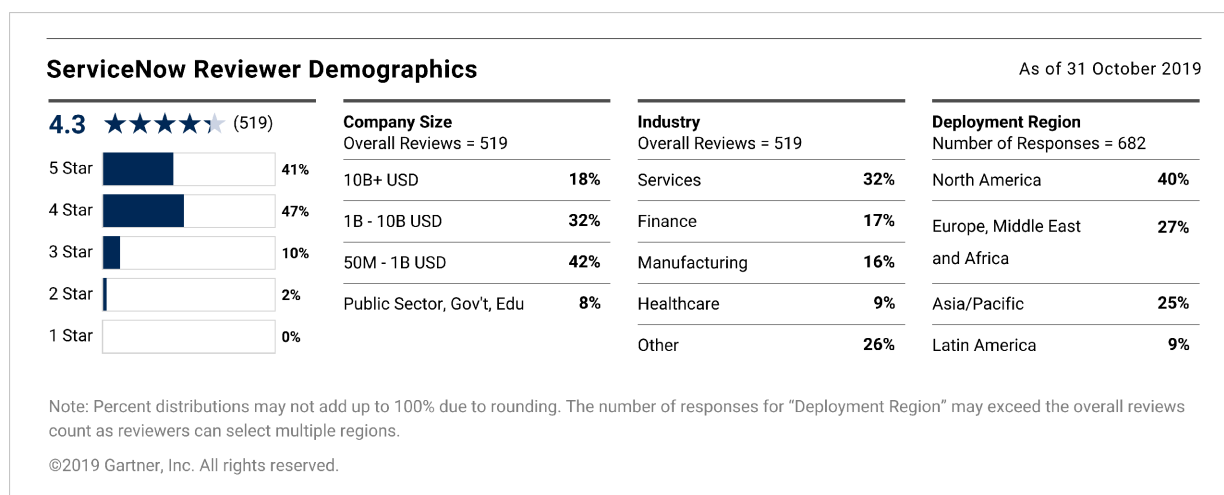 ServiceNow Reviewer Demographics
As of 31 October 2019
4.3 (519)
5 Star 41%
4 Star 47%
3 Star 10%
2 Star 2%
1 Star 0%
Company Size
Overall Reviews = 519
10B+ USD 18%
1B - 10B USD 32%
50M - 1B USD 42%
Public Sector, Gov't, Edu 8%
Industry
Overall Reviews = 519
Services 32%
Finance 17%
Manufacturing 16%
Healthcare 9%
Other 26%
Deployment Region
Number of Responses = 682
North America 40%
Europe, Middle East 27%
and Africa
Asia/Pacific 25%
Latin America 9%
Note: Percent distributions may not add up to 100% due to rounding. The number of responses for “Deployment Region” may exceed the overall reviews
count as reviewers can select multiple regions.
©2019 Gartner, Inc. All rights reserved.